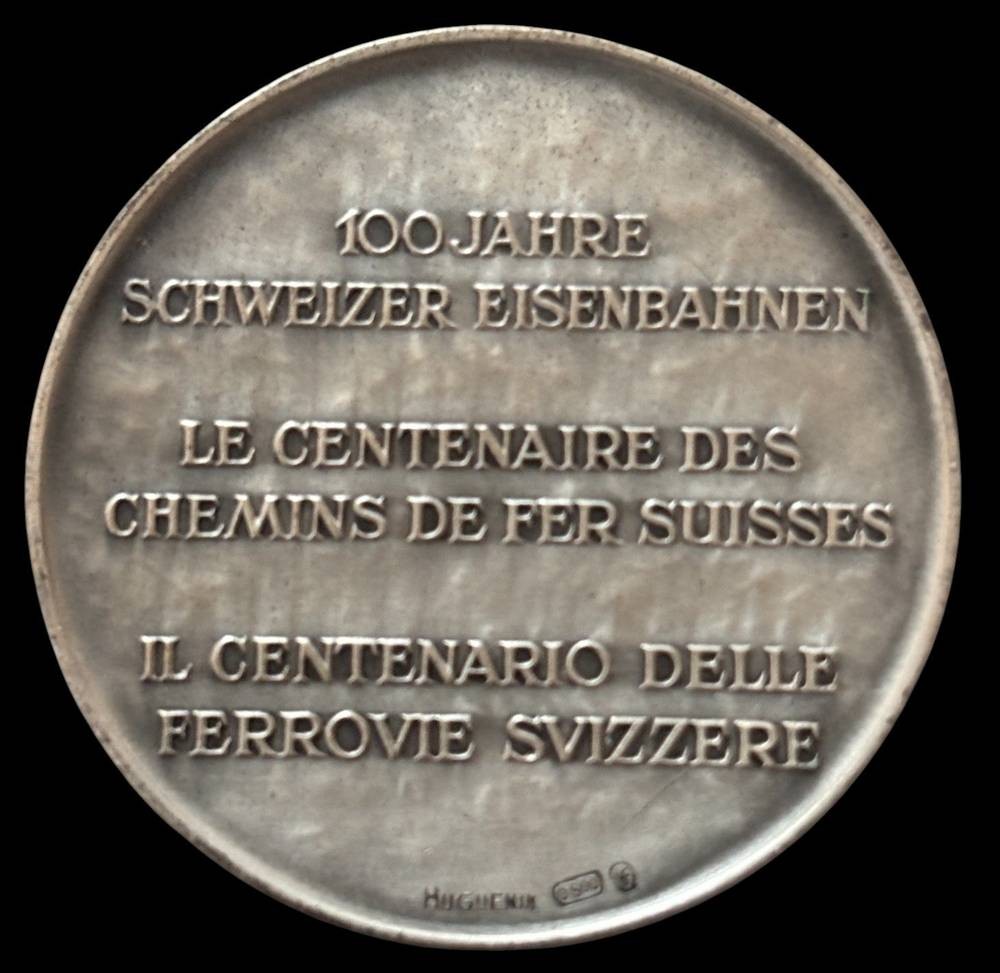 100 JAHRE
SCHWEIZER EISENBAHNEN
LE CENTENAIRE DES
CHEMINS DE FER SUISSES
IL CENTENARIO DELLE
FERROVIE SVIZZERE
HUGUENIN